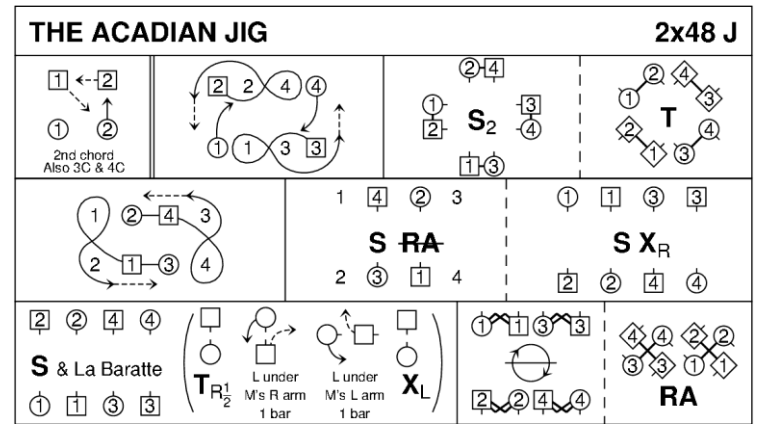 THE ACADIAN JIG 2x48 J
1 2
1 2
2nd chord
Also 3C & 4C
2 2 4 4
1 1 3 3
2 4
1 3
2 S2 4
1 3
2 4
1 3
T
2 4
1 3
1 2 4 3
2 1 3 4
1 4 2 3
S RA
2 3 1 4
1 1 3 3
S XR
2 2 4 4
2 2 4 4
S & La Baratte
1 1 3 3
TR½
L under
M's R arm
1 bar
L under
M's L arm
1 bar
XL
1 1 3 3
2 2 4 4
4 4 2 2
3 3 1 1
RA